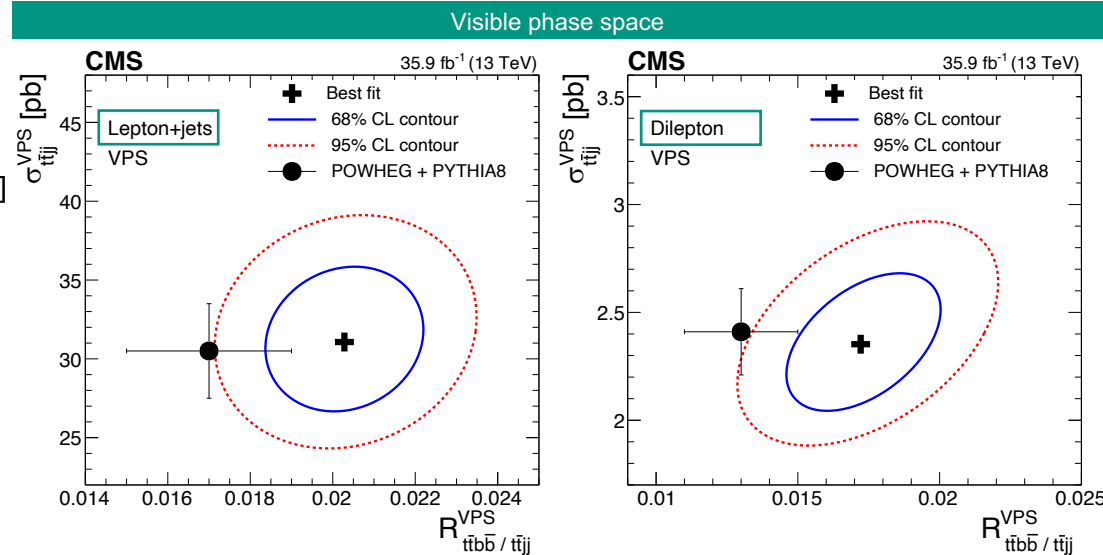 Visible phase space
CMS
35.9 fb⁻¹ (13 TeV)
σ_tt̄jj^VPS [pb]
Lepton+jets
VPS
Best fit
68% CL contour
95% CL contour
POWHEG + PYTHIA8
45
40
35
30
25
0.014 0.016 0.018 0.02 0.022 0.024
R^VPS_tt̄bb̄ / tt̄jj
]
CMS
35.9 fb⁻¹ (13 TeV)
σ_tt̄jj^VPS [pb]
Dilepton
VPS
Best fit
68% CL contour
95% CL contour
POWHEG + PYTHIA8
3.5
3
2.5
2
0.01 0.015 0.02 0.025
R^VPS_tt̄bb̄ / tt̄jj